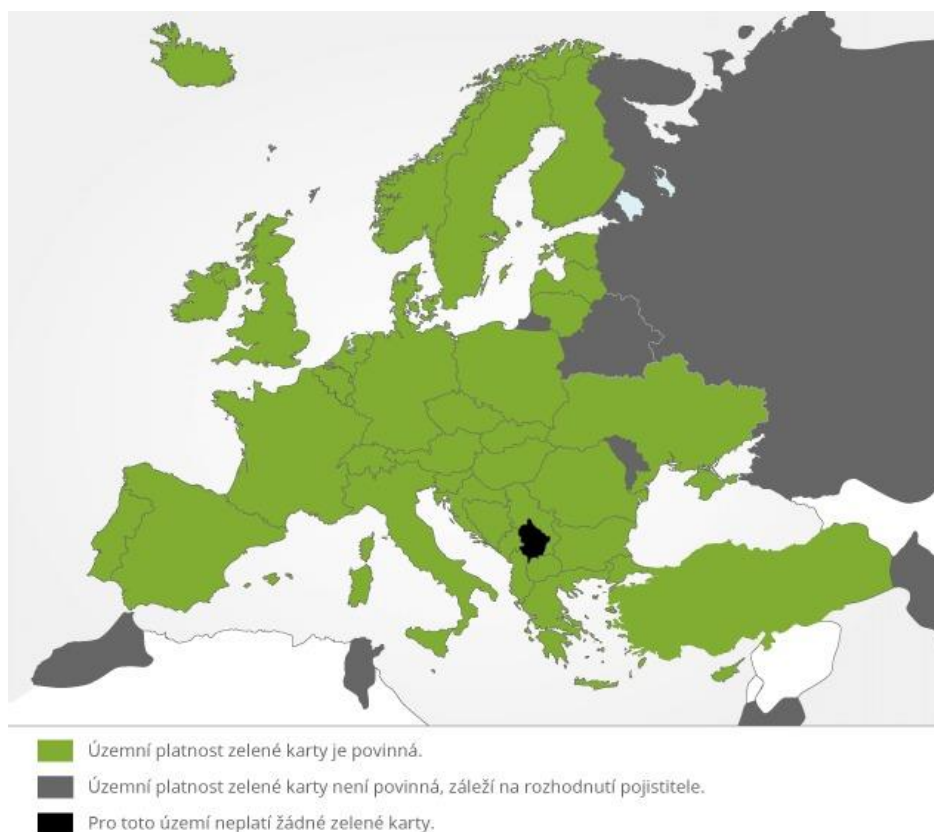 Územní platnost zelené karty je povinná.
Územní platnost zelené karty není povinná, záleží na rozhodnutí pojistitele.
Pro toto území neplatí žádné zelené karty.